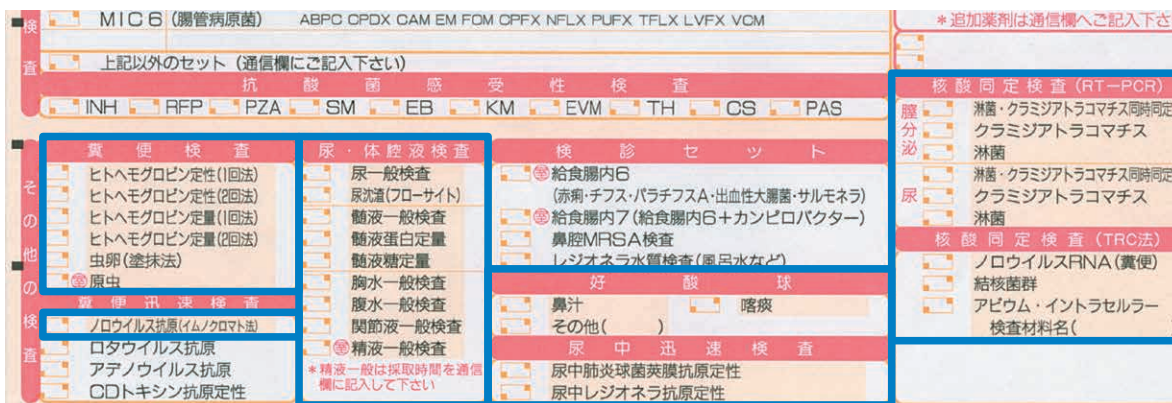 検
査
MIC6 (腸管病原菌) ABPC CPDX CAM EM FOM CPFX NFLX PUFX TFLX LVFX VCM
上記以外のセット (通信欄にご記入下さい)
抗酸菌感受性検査
INH RFP PZA SM EB KM EVM TH CS PAS
*追加薬剤は通信欄へご記入下さ
その他の検査
糞便検査
ヒトヘモグロビン定性(1回法)
ヒトヘモグロビン定性(2回法)
ヒトヘモグロビン定量(1回法)
ヒトヘモグロビン定量(2回法)
虫卵(塗抹法)
原虫
糞便迅速検査
ノロウイルス抗原(イムノクロマト法)
ロタウイルス抗原
アデノウイルス抗原
CDトキシン抗原定性
尿・体腔液検査
尿一般検査
尿沈渣(フローサイト)
髄液一般検査
髄液蛋白定量
髄液糖定量
胸水一般検査
腹水一般検査
関節液一般検査
精液一般検査
*精液一般は採取時間を通信
欄に記入して下さい
検診セット
給食腸内6
(赤痢・チフス・パラチフスA・出血性大腸菌・サルモネラ)
給食腸内7(給食腸内6+カンピロバクター)
鼻腔MRSA検査
レジオネラ水質検査(風呂水など)
好酸球
鼻汁 喀痰
その他( )
尿中迅速検査
尿中肺炎球菌莢膜抗原定性
尿中レジオネラ抗原定性
核酸同定検査(RT-PCR)
膣分泌
淋菌・クラミジアトラコマチス同時同定
クラミジアトラコマチス
淋菌
尿
淋菌・クラミジアトラコマチス同時同定
クラミジアトラコマチス
淋菌
核酸同定検査(TRC法)
ノロウイルスRNA(糞便)
結核菌群
アビウム・イントラセルラー
検査材料名(